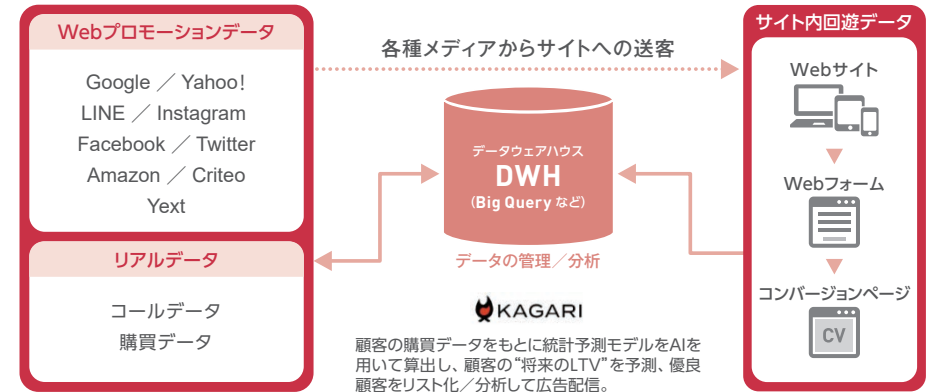 Webプロモーションデータ
Google ／ Yahoo!
LINE ／ Instagram
Facebook ／ Twitter
Amazon ／ Criteo
Yext
リアルデータ
コールデータ
購買データ
各種メディアからサイトへの送客
データウェアハウス
DWH
（Big Query など）
データの管理／分析
KAGARI
顧客の購買データをもとに統計予測モデルをAIを
用いて算出し、顧客の“将来のLTV”を予測、優良
顧客をリスト化／分析して広告配信。
サイト内回遊データ
Webサイト
Webフォーム
コンバージョンページ
CV